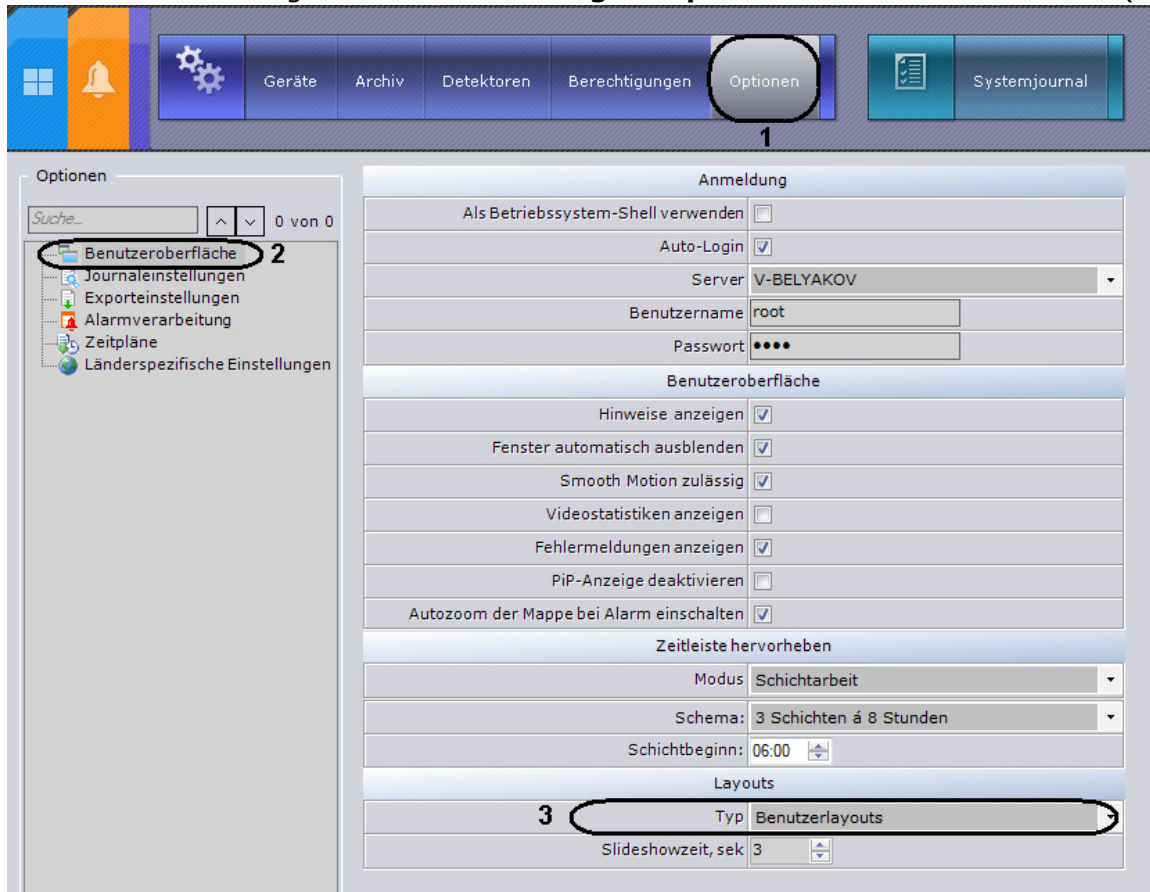 Geräte Archiv Detektoren Berechtigungen Optionen Systemjournal
1
Optionen
Suche...
0 von 0
Benutzeroberfläche 2
Journaleinstellungen
Exporteinstellungen
Alarmverarbeitung
Zeitpläne
Länderspezifische Einstellungen
Anmeldung
Als Betriebssystem-Shell verwenden
Auto-Login
Server V-BELYAKOV
Benutzername root
Passwort ••••
Benutzeroberfläche
Hinweise anzeigen
Fenster automatisch ausblenden
Smooth Motion zulässig
Videostatistiken anzeigen
Fehlermeldungen anzeigen
PiP-Anzeige deaktivieren
Autozoom der Mappe bei Alarm einschalten
Zeitleiste hervorheben
Modus Schichtarbeit
Schema: 3 Schichten á 8 Stunden
Schichtbeginn: 06:00
Layouts
3 Typ Benutzerlayouts
Slideshowzeit, sek 3